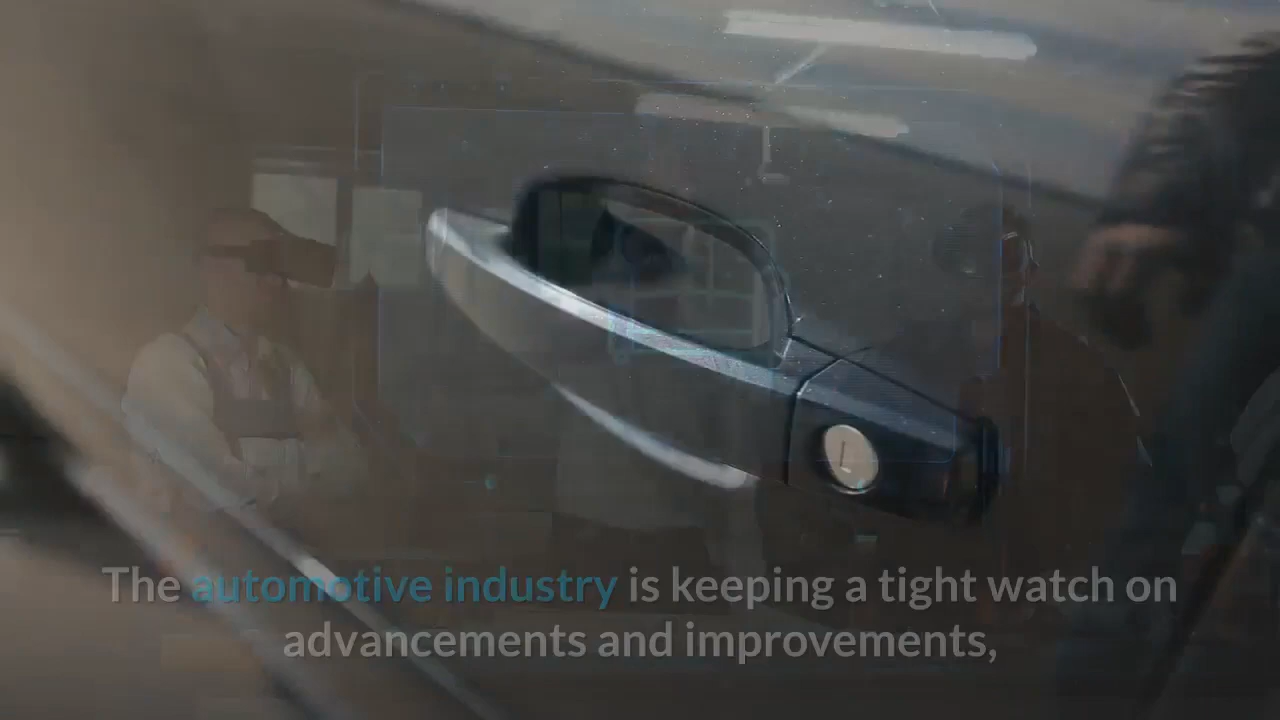 The automotive industry is keeping a tight watch on
advancements and improvements,